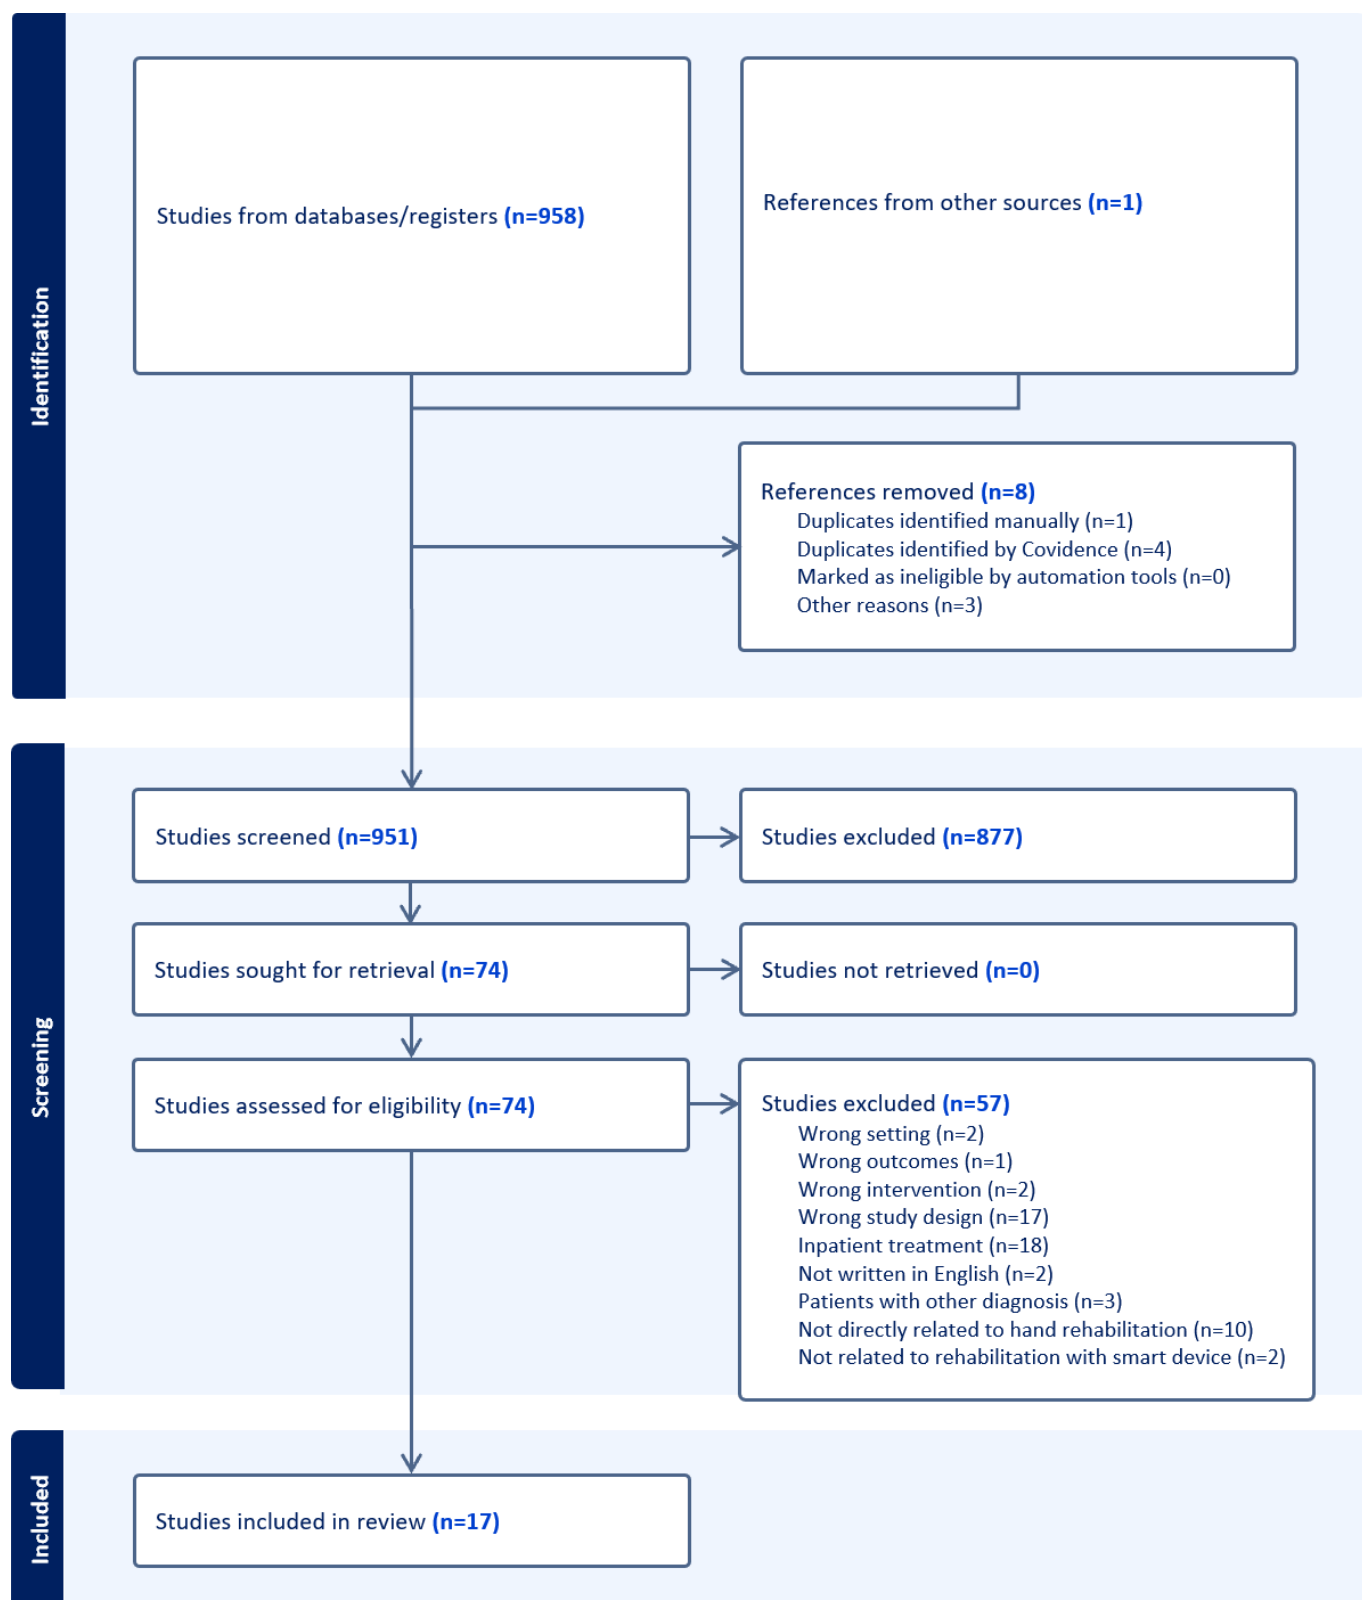 Identification
Studies from databases/registers (n=958)
References from other sources (n=1)
References removed (n=8)
Duplicates identified manually (n=1)
Duplicates identified by Covidence (n=4)
Marked as ineligible by automation tools (n=0)
Other reasons (n=3)
Screening
Studies screened (n=951)
Studies excluded (n=877)
Studies sought for retrieval (n=74)
Studies not retrieved (n=0)
Studies assessed for eligibility (n=74)
Studies excluded (n=57)
Wrong setting (n=2)
Wrong outcomes (n=1)
Wrong intervention (n=2)
Wrong study design (n=17)
Inpatient treatment (n=18)
Not written in English (n=2)
Patients with other diagnosis (n=3)
Not directly related to hand rehabilitation (n=10)
Not related to rehabilitation with smart device (n=2)
Included
Studies included in review (n=17)